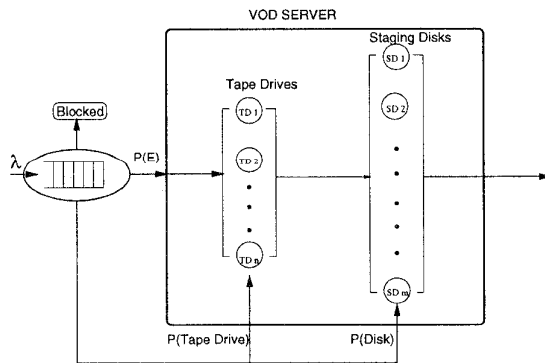 VOD SERVER
Staging Disks
SD 1
Tape Drives
Blocked
TD 1
SD 2
λ
P(E)
TD 2
TD n
SD m
P(Tape Drive)
P(Disk)